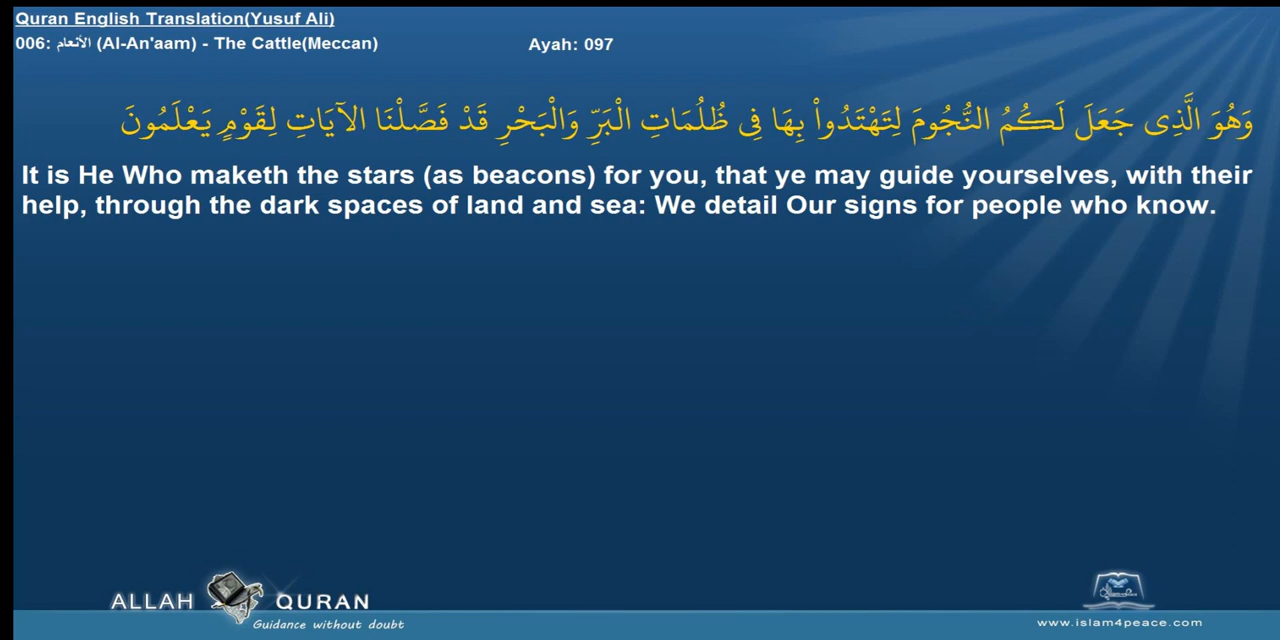 Quran English Translation(Yusuf Ali)
006: الأنعام (Al-An'aam) - The Cattle(Meccan) Ayah: 097
وَهُوَ الَّذِى جَعَلَ لَكُمُ النُّجُومَ لِتَهْتَدُواْ بِهَا فِى ظُلُمَاتِ الْبَرِّ وَالْبَحْرِ قَدْ فَصَّلْنَا الآيَاتِ لِقَوْمٍ يَعْلَمُونَ
It is He Who maketh the stars (as beacons) for you, that ye may guide yourselves, with their
help, through the dark spaces of land and sea: We detail Our signs for people who know.
ALLAH QURAN
Guidance without doubt
www.islam4peace.com